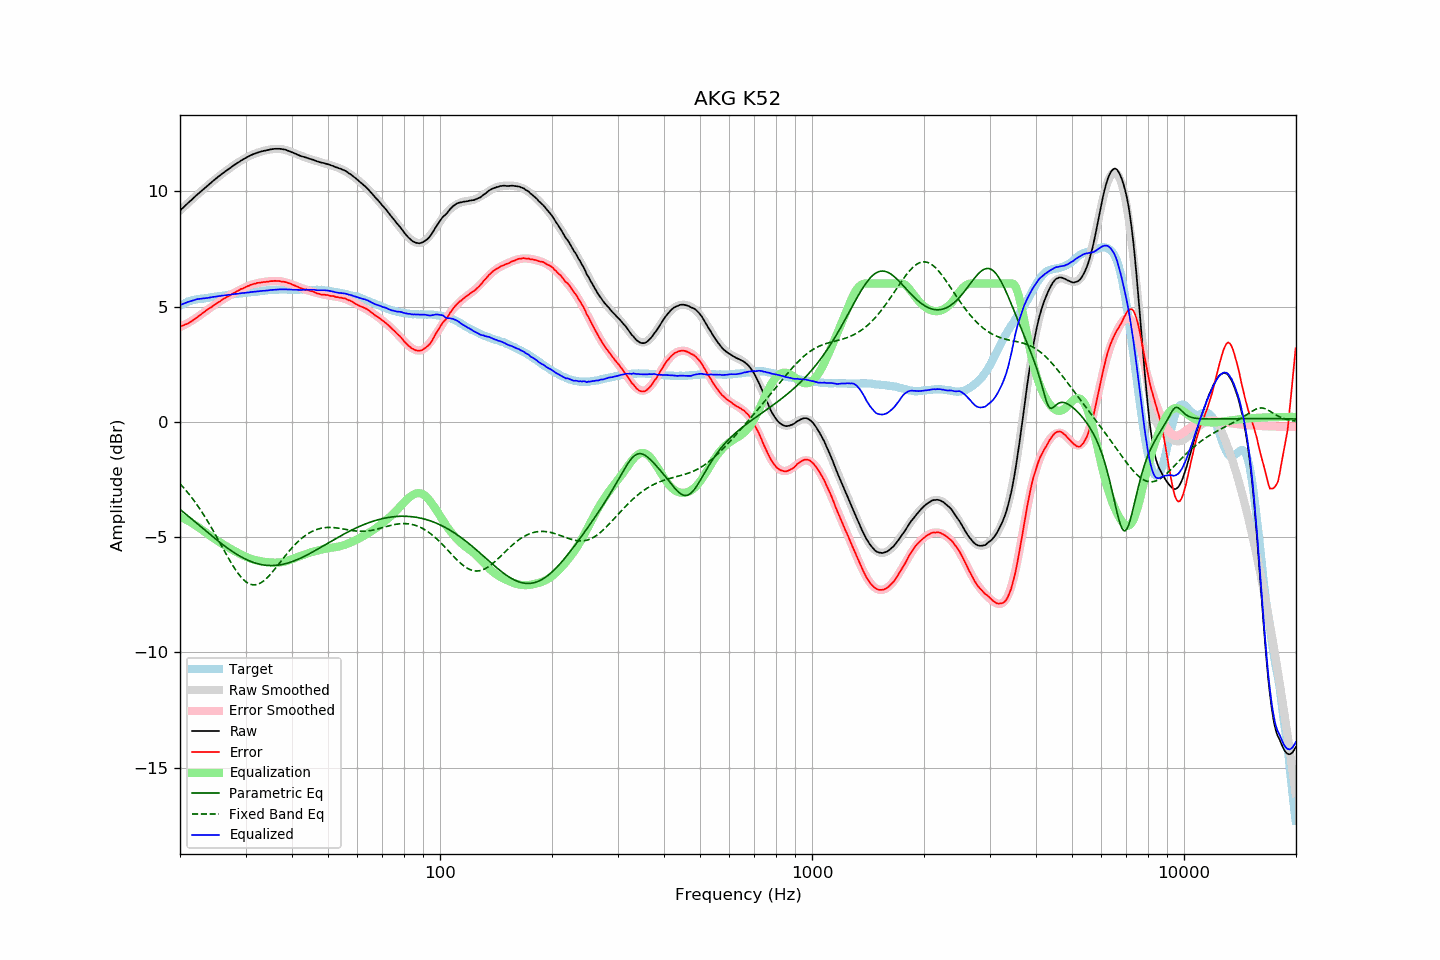 AKG K52
Amplitude (dBr)
10
5
0
−5
−10
−15
Target
Raw Smoothed
Error Smoothed
Raw
Error
Equalization
Parametric Eq
Fixed Band Eq
Equalized
100
1000
10000
Frequency (Hz)